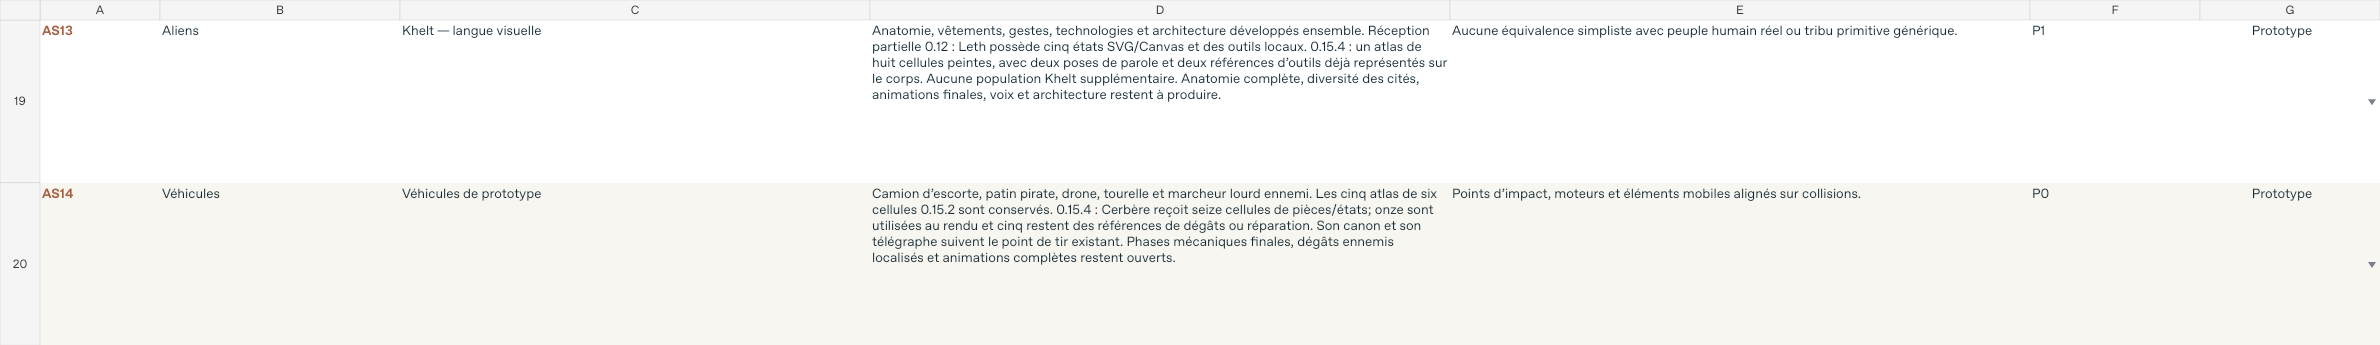 A B C D E F G
19
AS13
Aliens
Khelt — langue visuelle
Anatomie, vêtements, gestes, technologies et architecture développés ensemble. Réception
partielle 0.12 : Leth possède cinq états SVG/Canvas et des outils locaux. 0.15.4 : un atlas de
huit cellules peintes, avec deux poses de parole et deux références d’outils déjà représentés sur
le corps. Aucune population Khelt supplémentaire. Anatomie complète, diversité des cités,
animations finales, voix et architecture restent à produire.
Aucune équivalence simpliste avec peuple humain réel ou tribu primitive générique.
P1
Prototype
20
AS14
Véhicules
Véhicules de prototype
Camion d’escorte, patin pirate, drone, tourelle et marcheur lourd ennemi. Les cinq atlas de six
cellules 0.15.2 sont conservés. 0.15.4 : Cerbère reçoit seize cellules de pièces/états; onze sont
utilisées au rendu et cinq restent des références de dégâts ou réparation. Son canon et son
télégraphe suivent le point de tir existant. Phases mécaniques finales, dégâts ennemis
localisés et animations complètes restent ouverts.
Points d’impact, moteurs et éléments mobiles alignés sur collisions.
P0
Prototype